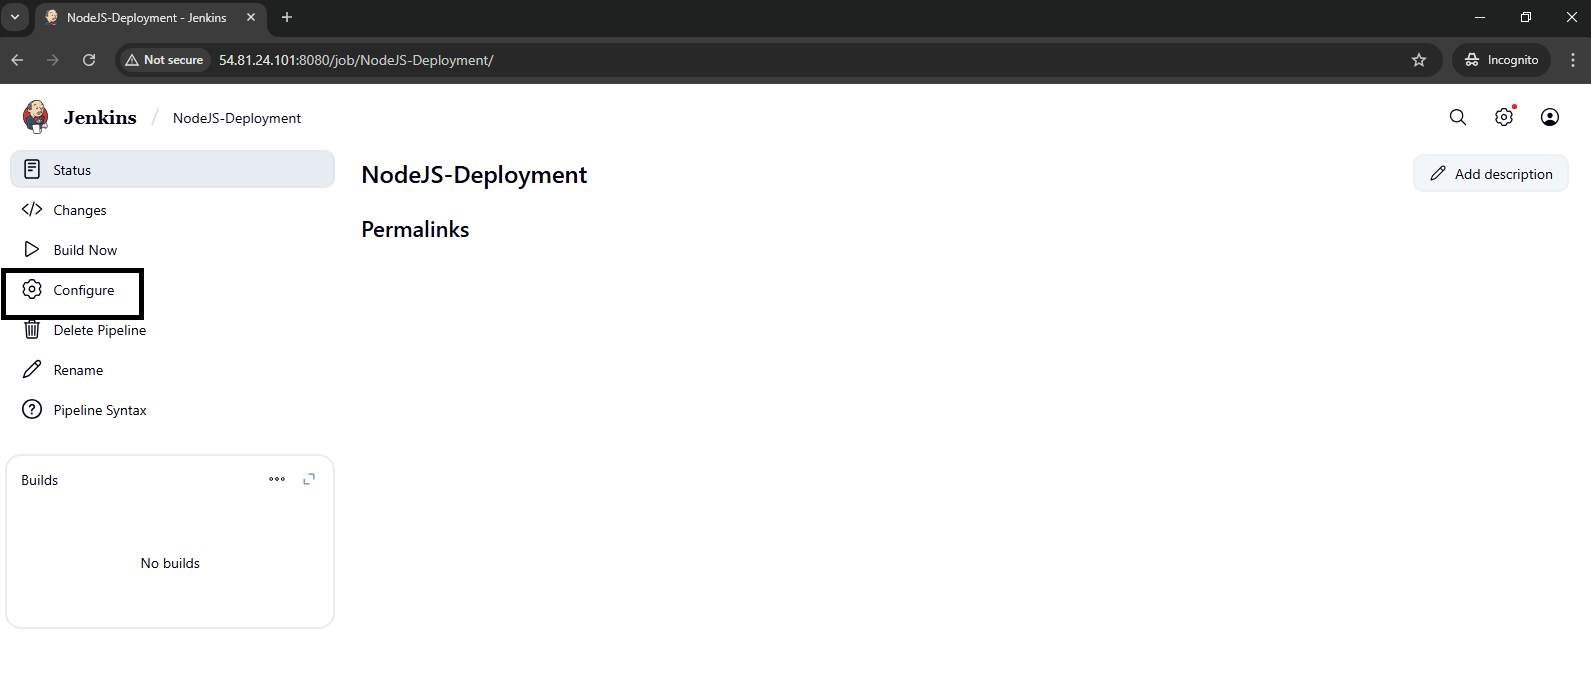 NodeJS-Deployment - Jenkins
Not secure 54.81.24.101:8080/job/NodeJS-Deployment/ Incognito
Jenkins / NodeJS-Deployment
Status
Changes
Build Now
Configure
Delete Pipeline
Rename
Pipeline Syntax
Builds
No builds
NodeJS-Deployment
Add description
Permalinks